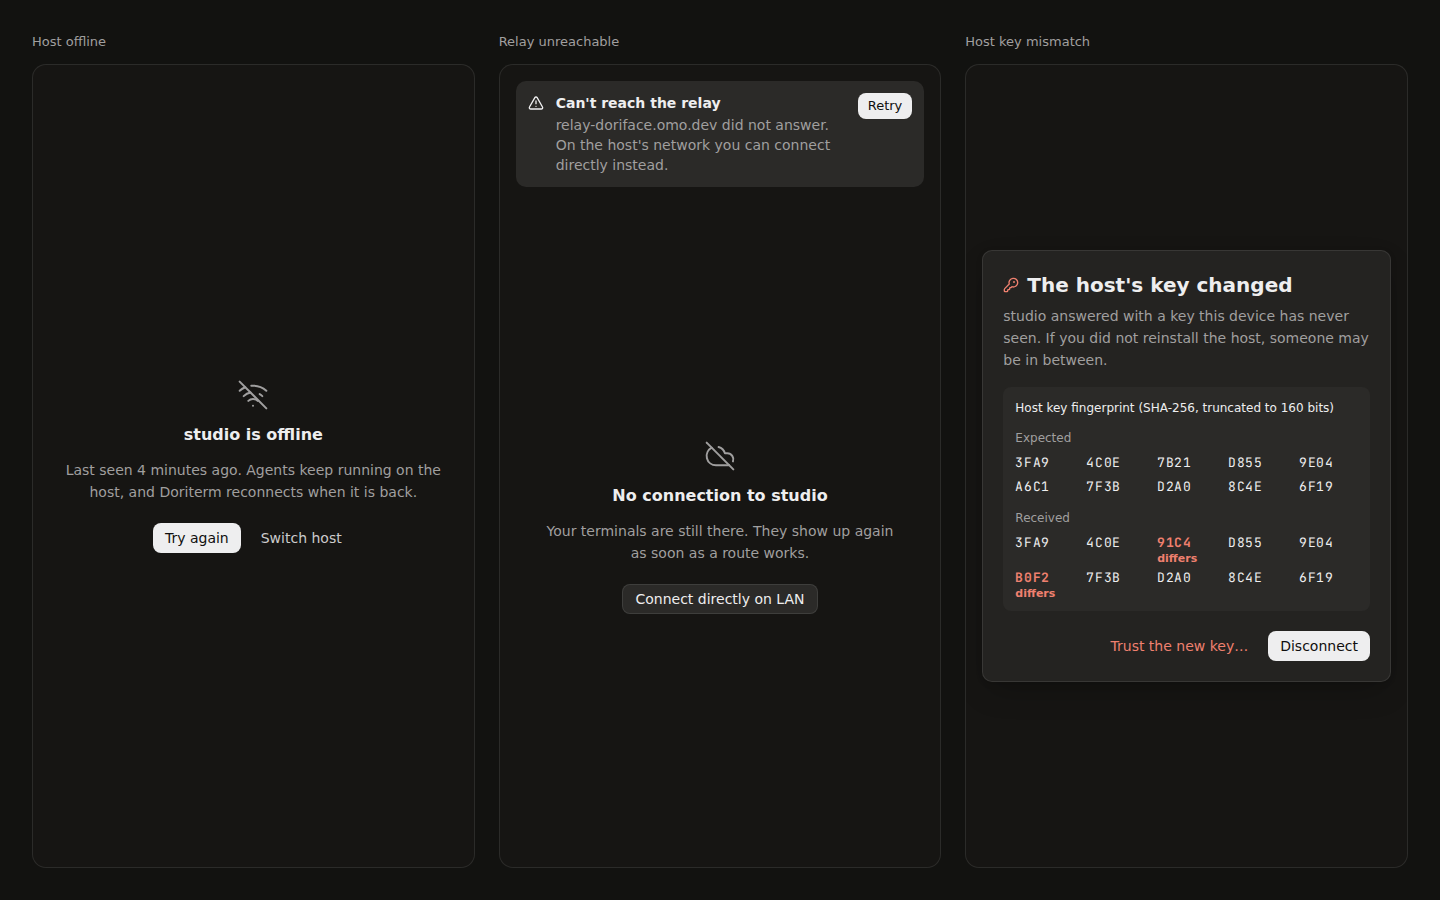 Host offline
studio is offline
Last seen 4 minutes ago. Agents keep running on the
host, and Doriterm reconnects when it is back.
Try again
Switch host
Relay unreachable
Can't reach the relay
Retry
relay-doriface.omo.dev did not answer.
On the host's network you can connect
directly instead.
No connection to studio
Your terminals are still there. They show up again
as soon as a route works.
Connect directly on LAN
Host key mismatch
The host's key changed
studio answered with a key this device has never
seen. If you did not reinstall the host, someone may
be in between.
Host key fingerprint (SHA-256, truncated to 160 bits)
Expected
3FA9 4C0E 7B21 D855 9E04
A6C1 7F3B D2A0 8C4E 6F19
Received
3FA9 4C0E 91C4 D855 9E04
differs
B0F2 7F3B D2A0 8C4E 6F19
differs
Trust the new key…
Disconnect